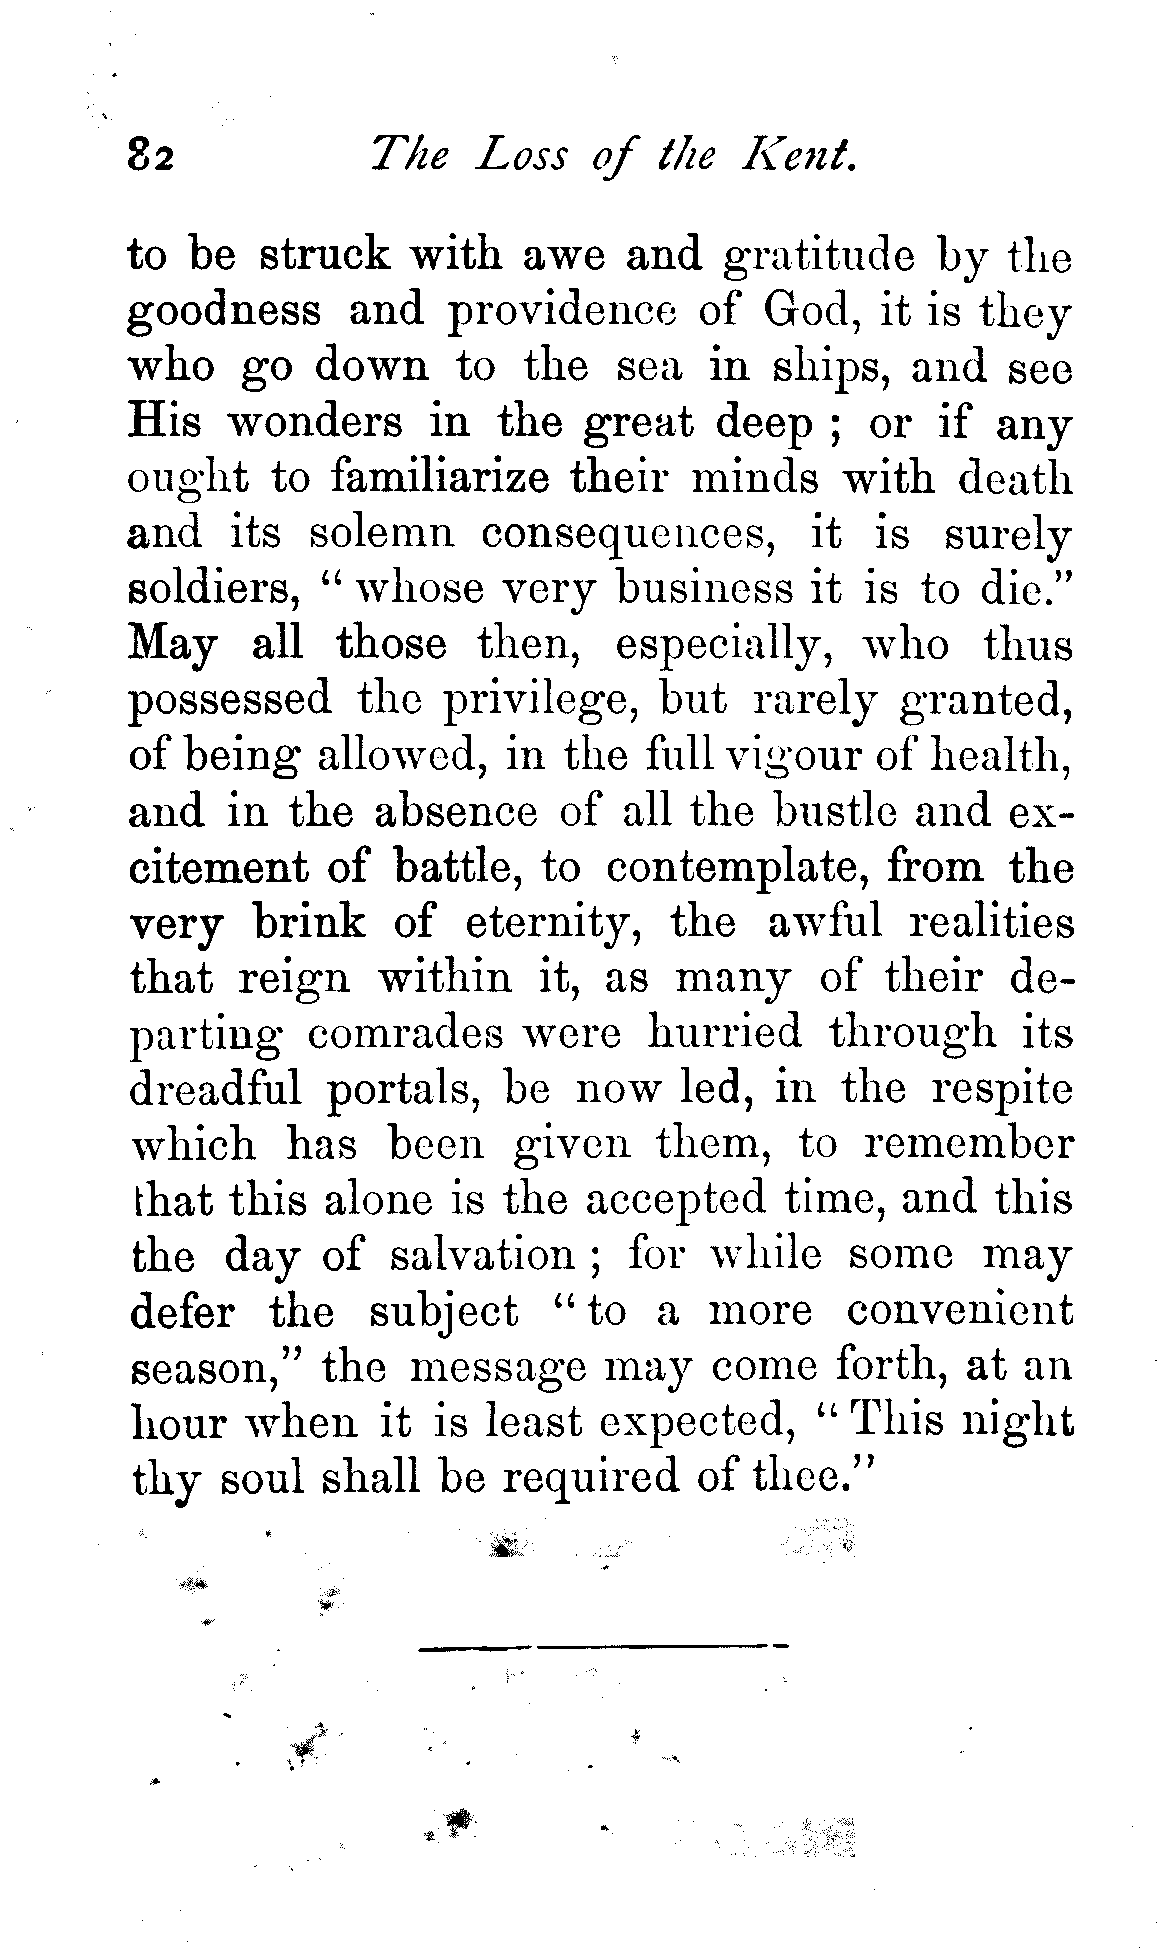 82 The Loss of the Kent.
to be struck with awe and gratitude by the
goodness and providence of God, it is they
who go down to the sea in ships, and see
His wonders in the great deep ; or if any
ought to familiarize their minds with death
and its solemn consequences, it is surely
soldiers, “ whose very business it is to die.”
May all those then, especially, who thus
possessed the privilege, but rarely granted,
of being allowed, in the full vigour of health,
and in the absence of all the bustle and ex-
citement of battle, to contemplate, from the
very brink of eternity, the awful realities
that reign within it, as many of their de-
parting comrades were hurried through its
dreadful portals, be now led, in the respite
which has been given them, to remember
that this alone is the accepted time, and this
the day of salvation ; for while some may
defer the subject “ to a more convenient
season,” the message may come forth, at an
hour when it is least expected, “ This night
thy soul shall be required of thee.”